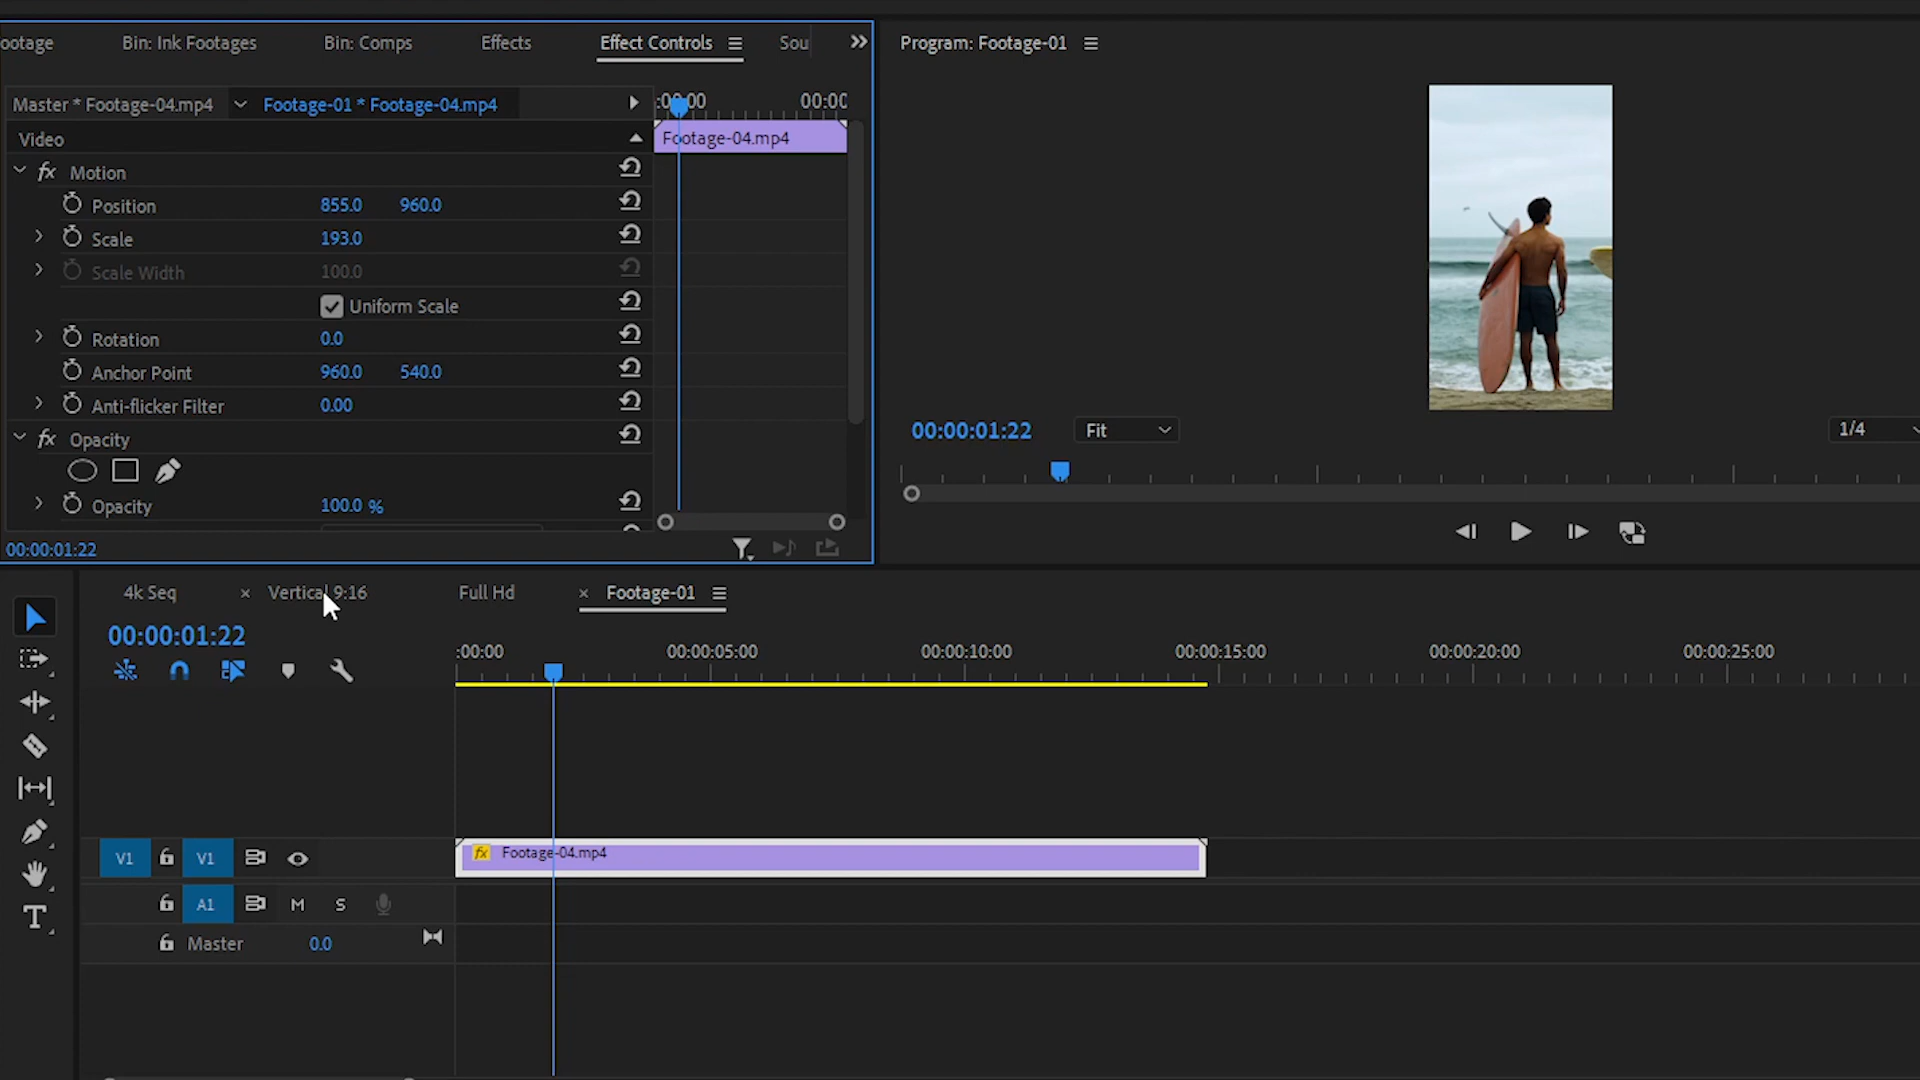 ootage Bin: Ink Footages Bin: Comps Effects Effect Controls Sou
Master * Footage-04.mp4 Footage-01 * Footage-04.mp4
:00:00 00:00
Video
Footage-04.mp4
fx Motion
Position 855.0 960.0
Scale 193.0
Scale Width 100.0
Uniform Scale
Rotation 0.0
Anchor Point 960.0 540.0
Anti-flicker Filter 0.00
fx Opacity
Opacity 100.0 %
00:00:01:22
Program: Footage-01
00:00:01:22 Fit 1/4
4k Seq × Vertical 9:16 Full Hd × Footage-01
00:00:01:22
:00:00 00:00:05:00 00:00:10:00 00:00:15:00 00:00:20:00 00:00:25:00
V1 V1
fx Footage-04.mp4
A1 M S
Master 0.0
T